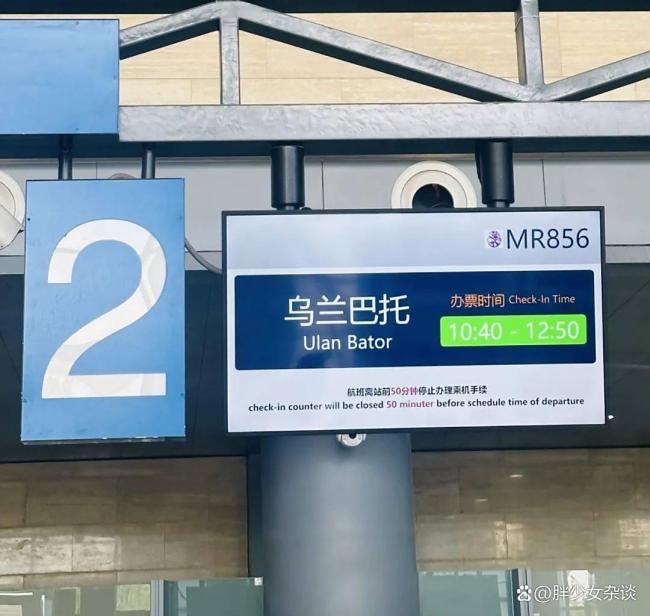 2
MR856
乌兰巴托
Ulan Bator
办票时间 Check-In Time
10:40 - 12:50
航班离站前50分钟停止办理乘机手续
check-in counter will be closed 50 minuter before schedule time of departure
@胖少女杂谈